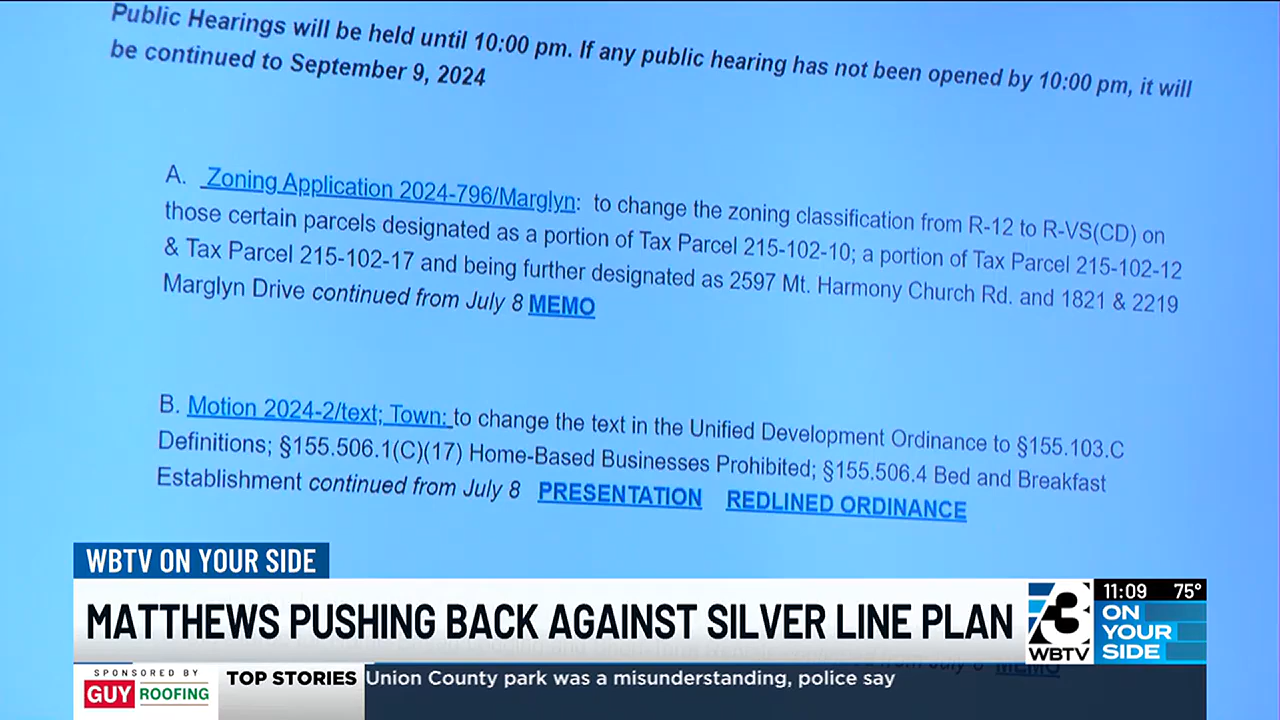 Public Hearings will be held until 10:00 pm. If any public hearing has not been opened by 10:00 pm, it will
be continued to September 9, 2024
A. Zoning Application 2024-796/Marglyn: to change the zoning classification from R-12 to R-VS(CD) on
those certain parcels designated as a portion of Tax Parcel 215-102-10; a portion of Tax Parcel 215-102-12
& Tax Parcel 215-102-17 and being further designated as 2597 Mt. Harmony Church Rd. and 1821 & 2219
Marglyn Drive continued from July 8 MEMO
B. Motion 2024-2/text; Town: to change the text in the Unified Development Ordinance to §155.103.C
Definitions; §155.506.1(C)(17) Home-Based Businesses Prohibited; §155.506.4 Bed and Breakfast
Establishment continued from July 8 PRESENTATION REDLINED ORDINANCE
WBTV ON YOUR SIDE
MATTHEWS PUSHING BACK AGAINST SILVER LINE PLAN
3
WBTV
11:09 75°
ON
YOUR
SIDE
SPONSORED BY
GUY ROOFING
TOP STORIES
Union County park was a misunderstanding, police say